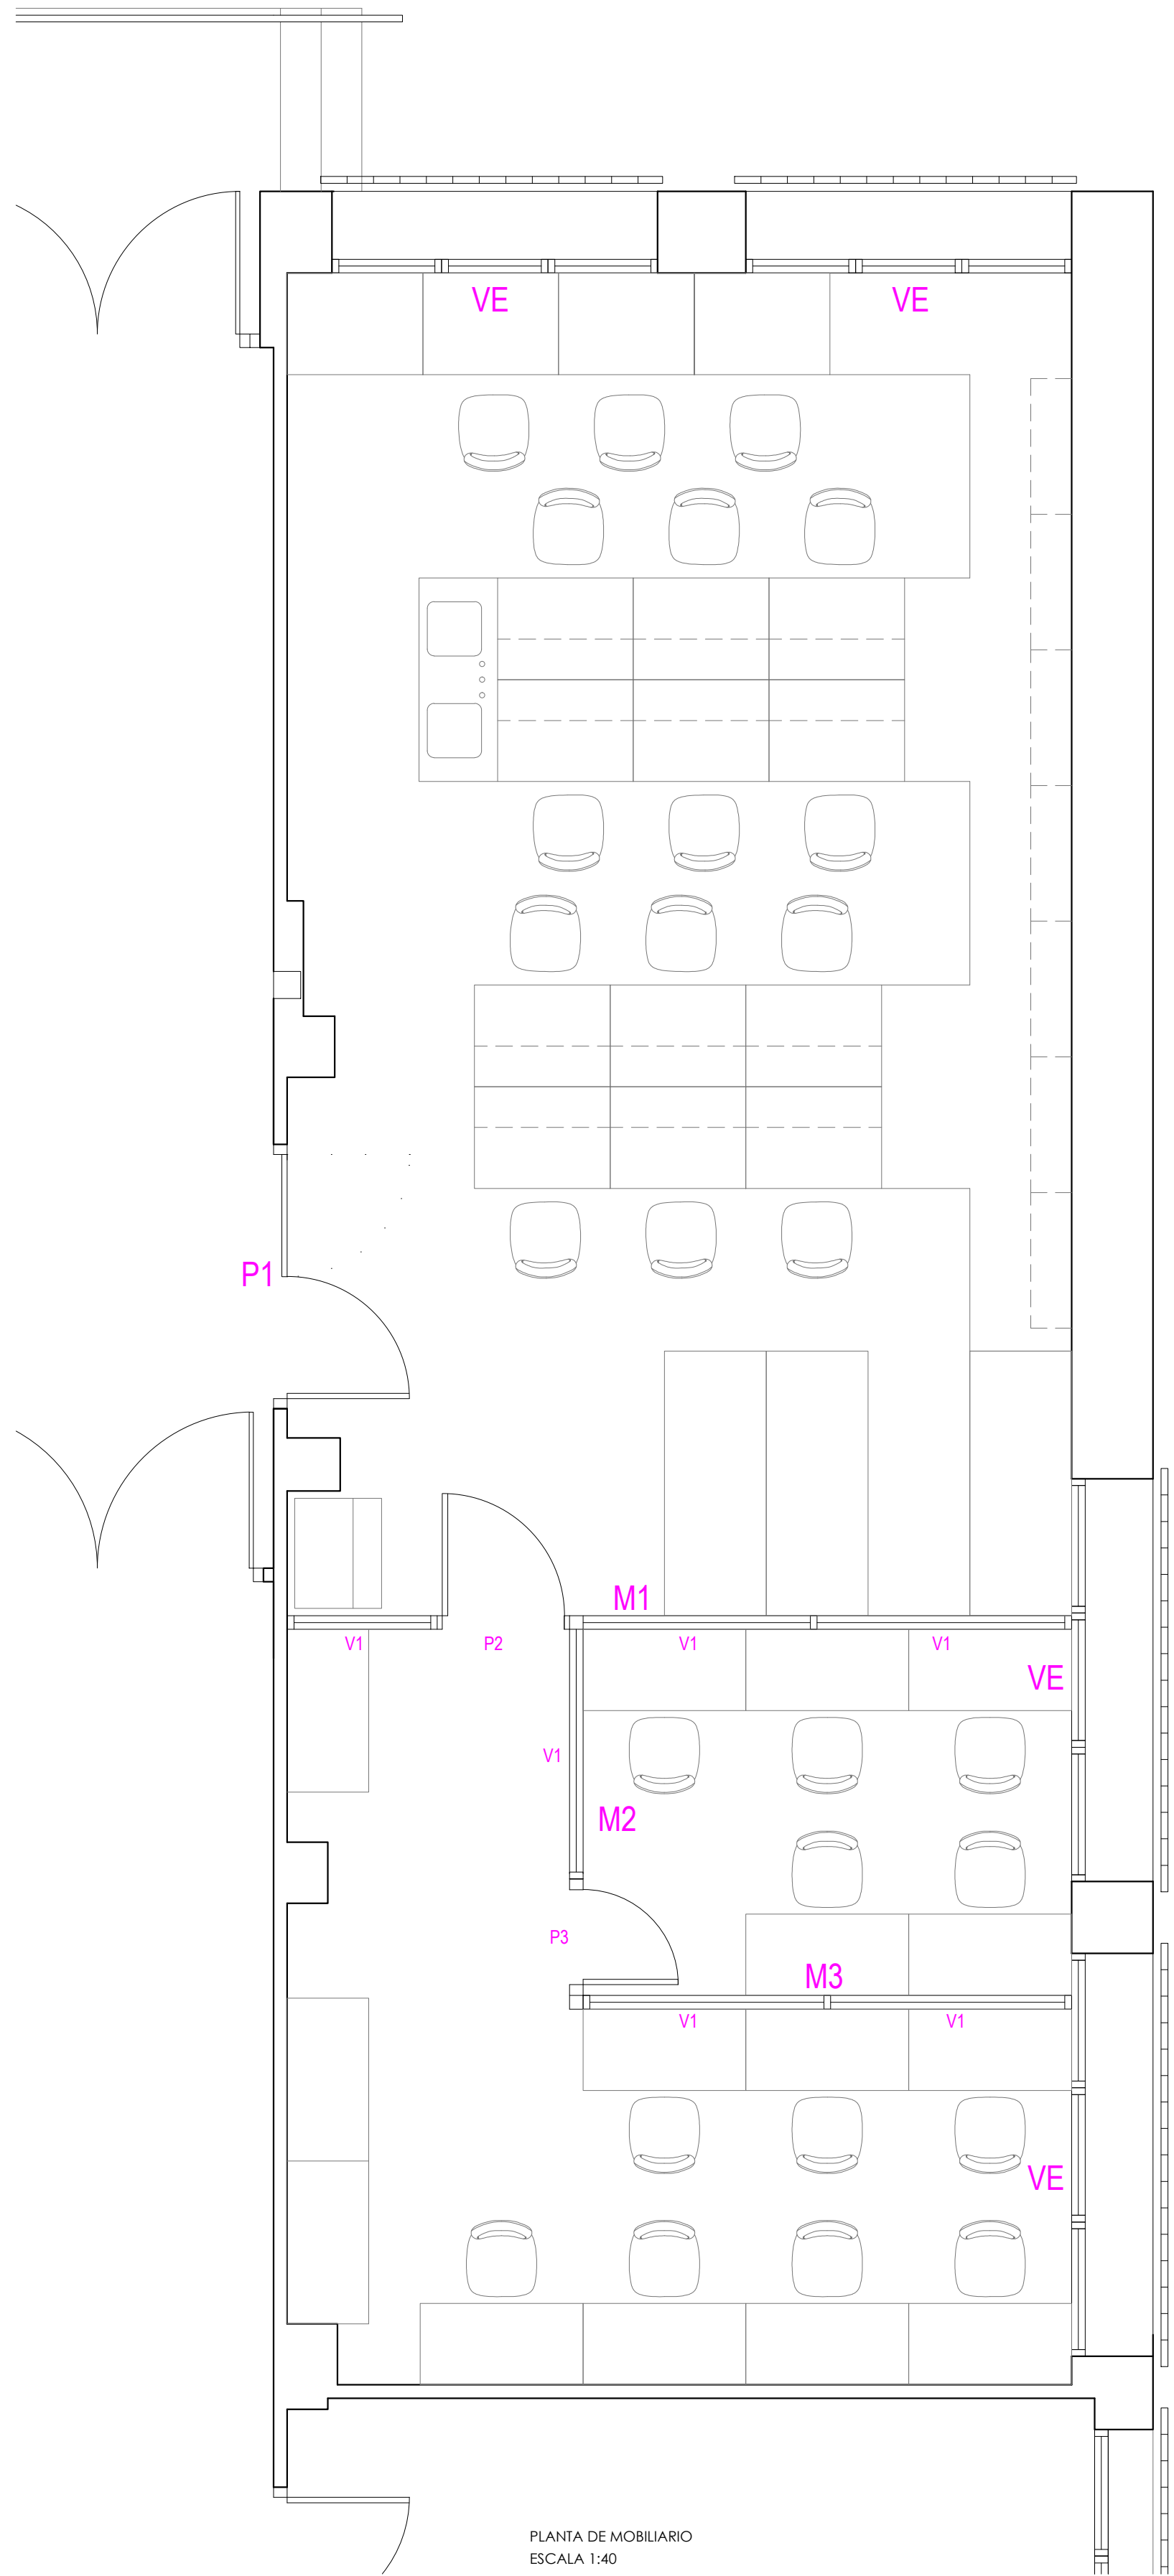 VE VE
P1
M1
V1 P2 V1 V1
VE
V1
M2
P3
M3
V1 V1
VE
PLANTA DE MOBILIARIO
ESCALA 1:40